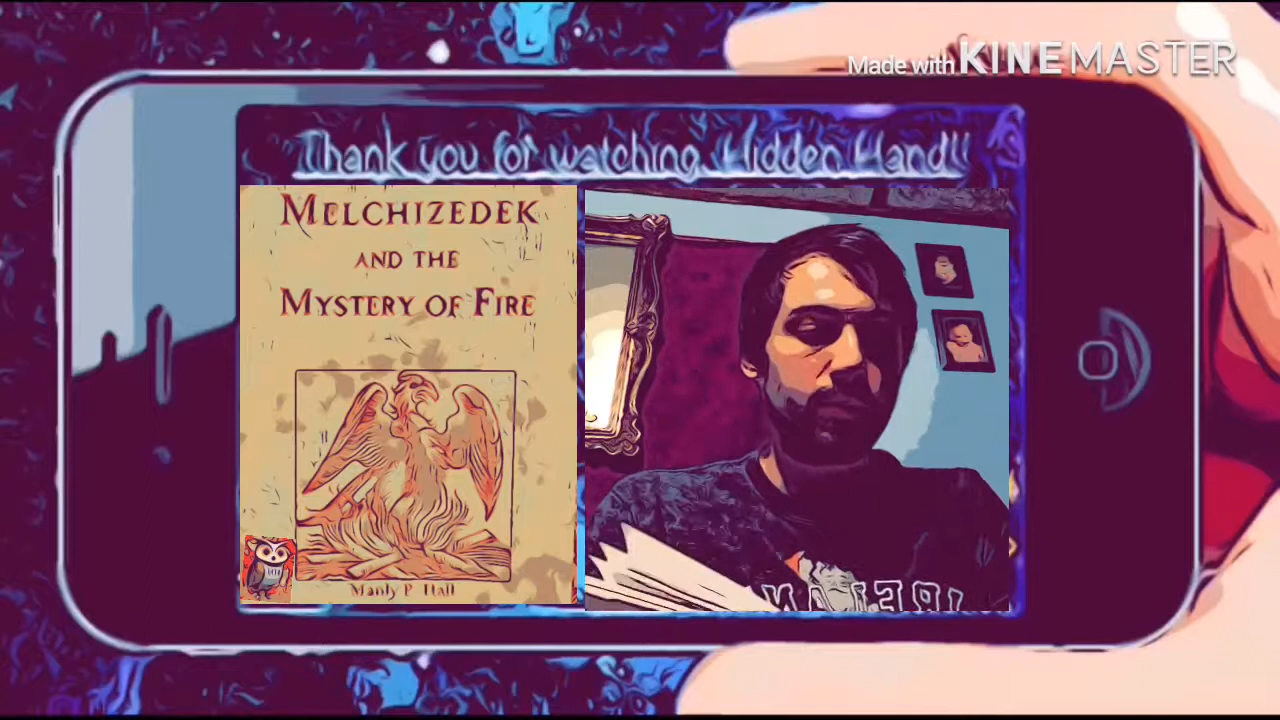 Made with KINEMASTER
Thank you for watching Hidden Hand!!
MELCHIZEDEK
AND THE
MYSTERY OF FIRE
Manly P. Hall